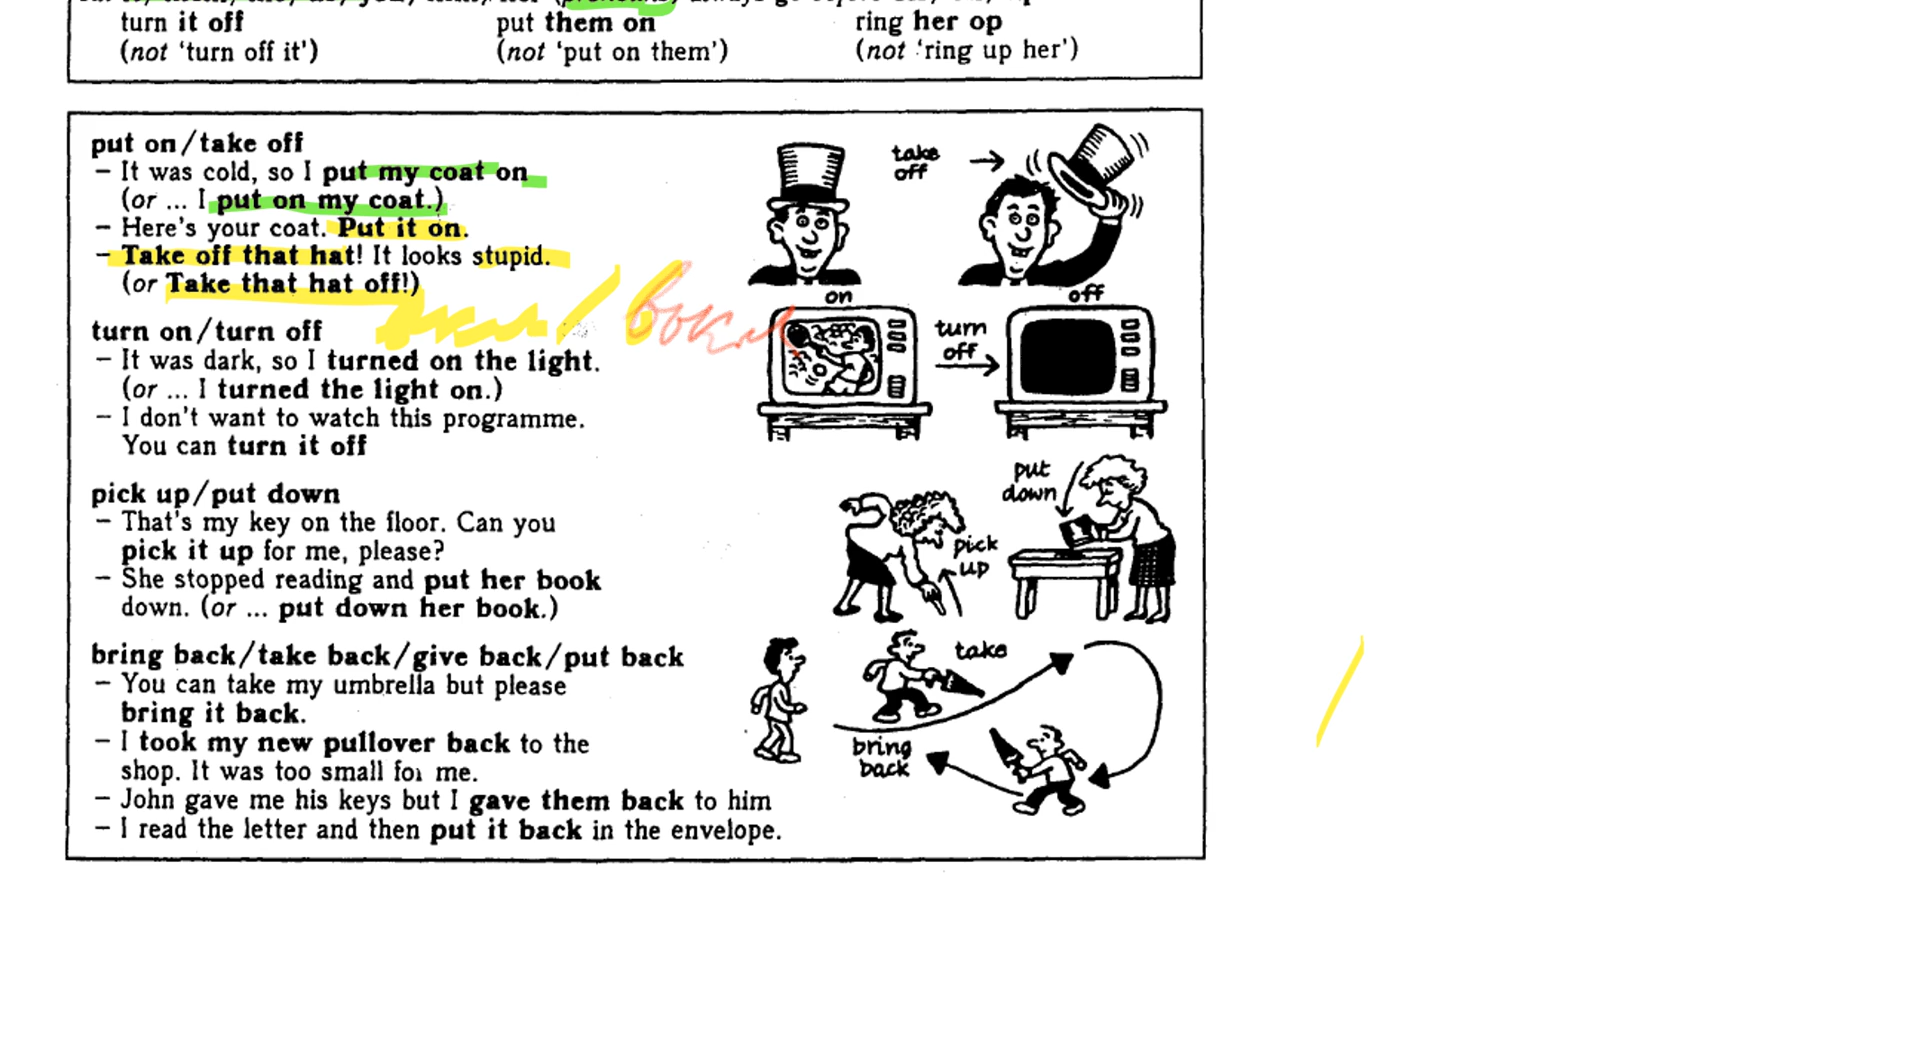 turn it off put them on ring her op
(not 'turn off it') (not 'put on them') (not 'ring up her')
put on/take off
– It was cold, so I put my coat on
(or ... I put on my coat.)
– Here's your coat. Put it on.
– Take off that hat! It looks stupid.
(or Take that hat off!)
turn on/turn off
– It was dark, so I turned on the light.
(or ... I turned the light on.)
– I don't want to watch this programme.
You can turn it off
pick up/put down
– That's my key on the floor. Can you
pick it up for me, please?
– She stopped reading and put her book
down. (or ... put down her book.)
bring back/take back/give back/put back
– You can take my umbrella but please
bring it back.
– I took my new pullover back to the
shop. It was too small for me.
– John gave me his keys but I gave them back to him
– I read the letter and then put it back in the envelope.
take
off
on
off
turn
off
put
down
pick
up
take
bring
back